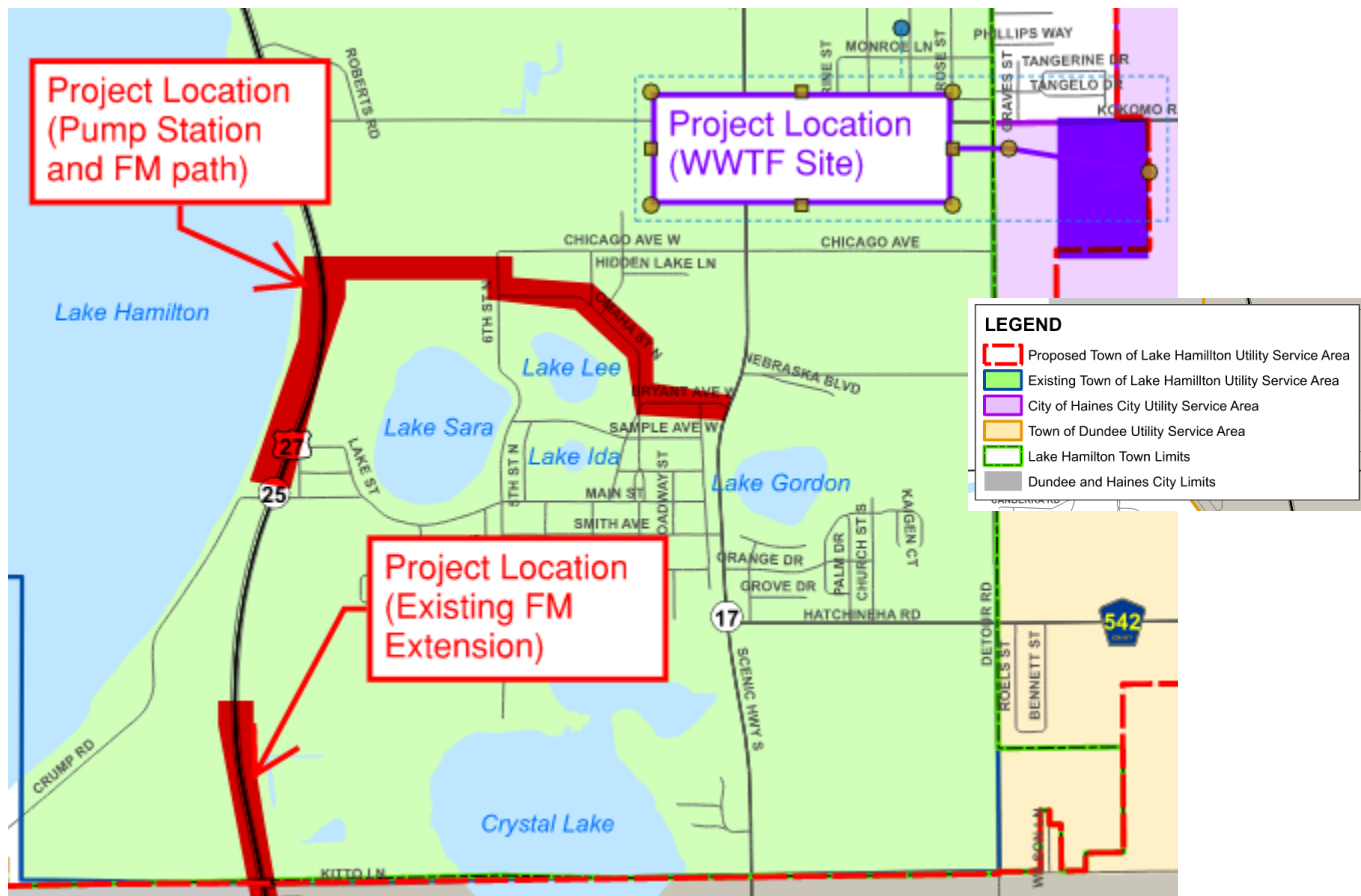 PHILLIPS WAY
MONROE LN
ROSE ST
ROBERTS RD
GRAVES ST
TANGERINE DR
TANGELO DR
KOKOMO R
Project Location
(Pump Station
and FM path)
Project Location
(WWTF Site)
CHICAGO AVE W
CHICAGO AVE
HIDDEN LAKE LN
Lake Hamilton
6TH ST N
OMAHA ST N
LEGEND
Proposed Town of Lake Hamillton Utility Service Area
Existing Town of Lake Hamillton Utility Service Area
City of Haines City Utility Service Area
Town of Dundee Utility Service Area
Lake Hamilton Town Limits
Dundee and Haines City Limits
Lake Lee
NEBRASKA BLVD
BRYANT AVE W
Lake Sara
SAMPLE AVE W
27
LAKE ST
Lake Ida
5TH ST N
OADWAY ST
Lake Gordon
25
MAIN ST
KAIGEN CT
SMITH AVE
Project Location
(Existing FM
Extension)
ORANGE DR
PALM DR
CHURCH ST S
GROVE DR
HATCHINEHA RD
17
DETOUR RD
542
COUNTY
ROELS ST
BENNETT ST
SCENIC HWY S
CRUMP RD
Crystal Lake
KITTO LN